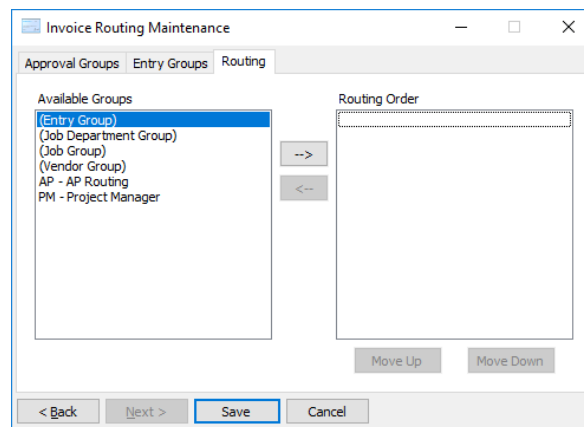 Invoice Routing Maintenance
Approval Groups Entry Groups Routing
Available Groups Routing Order
(Entry Group)
(Job Department Group)
(Job Group)
(Vendor Group)
AP - AP Routing
PM - Project Manager
-->
<--
Move Up Move Down
< Back Next > Save Cancel